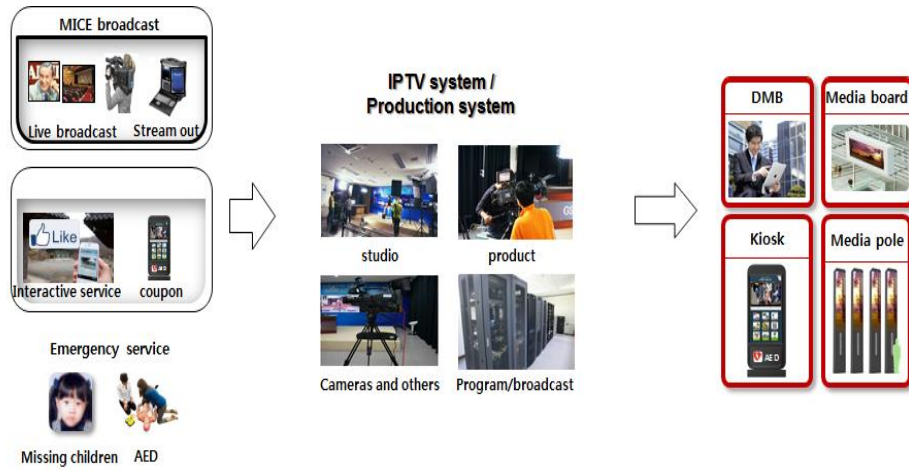 MICE broadcast
Live broadcast
Stream out
Like
Interactive service
coupon
Emergency service
Missing children
AED
IPTV system /
Production system
studio
product
Cameras and others
Program/broadcast
DMB
Media board
Kiosk
AED
Media pole